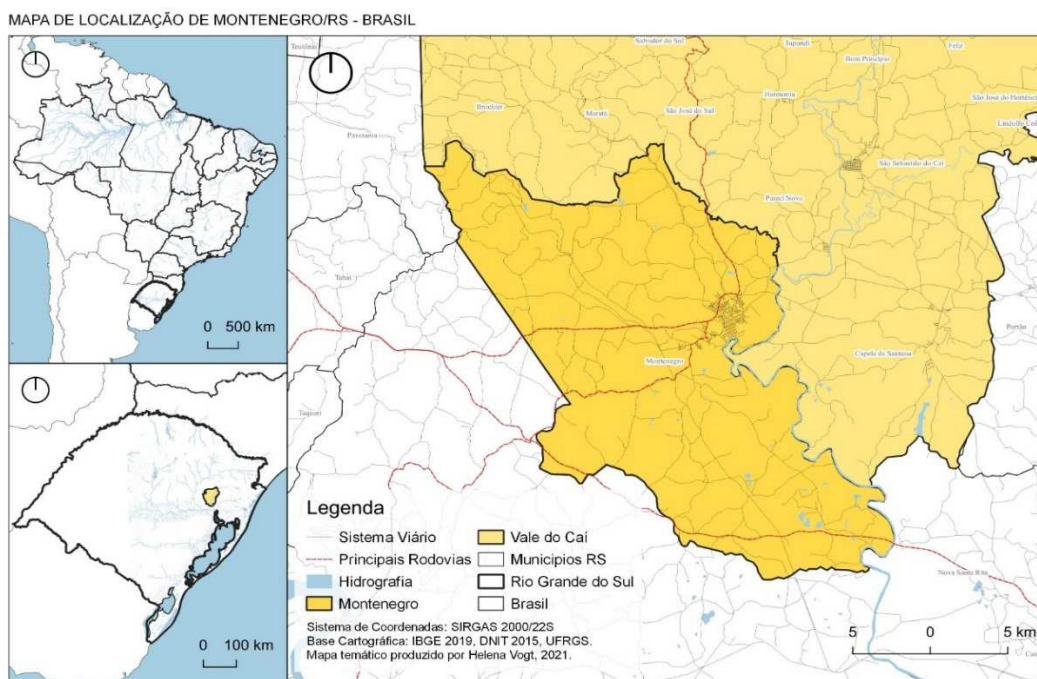 MAPA DE LOCALIZAÇÃO DE MONTENEGRO/RS - BRASIL
0 500 km
0 100 km
Teutônia
Salvador do Sul
Tupandi
Feliz
Bom Princípio
Brochier
Maratá
São José do Sul
Harmonia
São José do Hortêncio
Paverama
Lindolfo Col
São Sebastião do Caí
Pareci Novo
Tabaí
Portão
Montenegro
Capela de Santana
Taquari
Nova Santa Rita
Legenda
Sistema Viário
Principais Rodovias
Hidrografia
Montenegro
Vale do Caí
Municípios RS
Rio Grande do Sul
Brasil
Sistema de Coordenadas: SIRGAS 2000/22S
Base Cartográfica: IBGE 2019, DNIT 2015, UFRGS.
Mapa temático produzido por Helena Vogt, 2021.
5 0 5 km